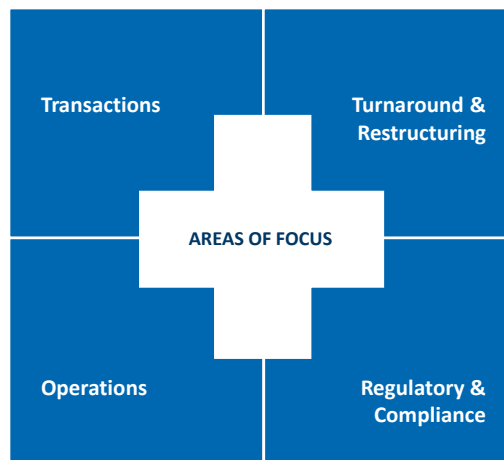 Transactions
Turnaround &
Restructuring
AREAS OF FOCUS
Operations
Regulatory &
Compliance